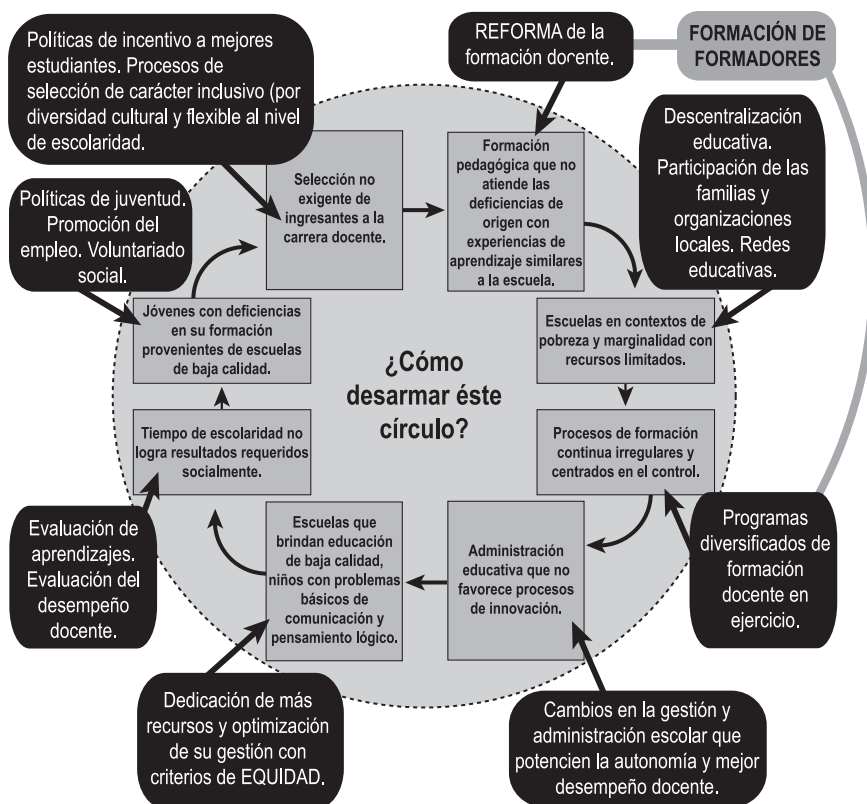 Políticas de incentivo a mejores
estudiantes. Procesos de
selección de carácter inclusivo (por
diversidad cultural y flexible al nivel
de escolaridad.
REFORMA de la
formación docente.
FORMACIÓN DE
FORMADORES
Descentralización
educativa.
Participación de las
familias y
organizaciones
locales. Redes
educativas.
Políticas de juventud.
Promoción del
empleo. Voluntariado
social.
Selección no
exigente de
ingresantes a la
carrera docente.
Formación
pedagógica que no
atiende las
deficiencias de
origen con
experiencias de
aprendizaje similares
a la escuela.
Jóvenes con deficiencias
en su formación
provenientes de escuelas
de baja calidad.
¿Cómo
desarmar éste
círculo?
Escuelas en contextos de
pobreza y marginalidad con
recursos limitados.
Tiempo de escolaridad no
logra resultados requeridos
socialmente.
Procesos de formación
continua irregulares y
centrados en el control.
Evaluación de
aprendizajes.
Evaluación del
desempeño
docente.
Escuelas que
brindan educación
de baja calidad,
niños con problemas
básicos de
comunicación y
pensamiento lógico.
Administración
educativa que no
favorece procesos
de innovación.
Programas
diversificados de
formación
docente en
ejercicio.
Dedicación de más
recursos y optimización
de su gestión con
criterios de EQUIDAD.
Cambios en la gestión y
administración escolar que
potencien la autonomía y mejor
desempeño docente.